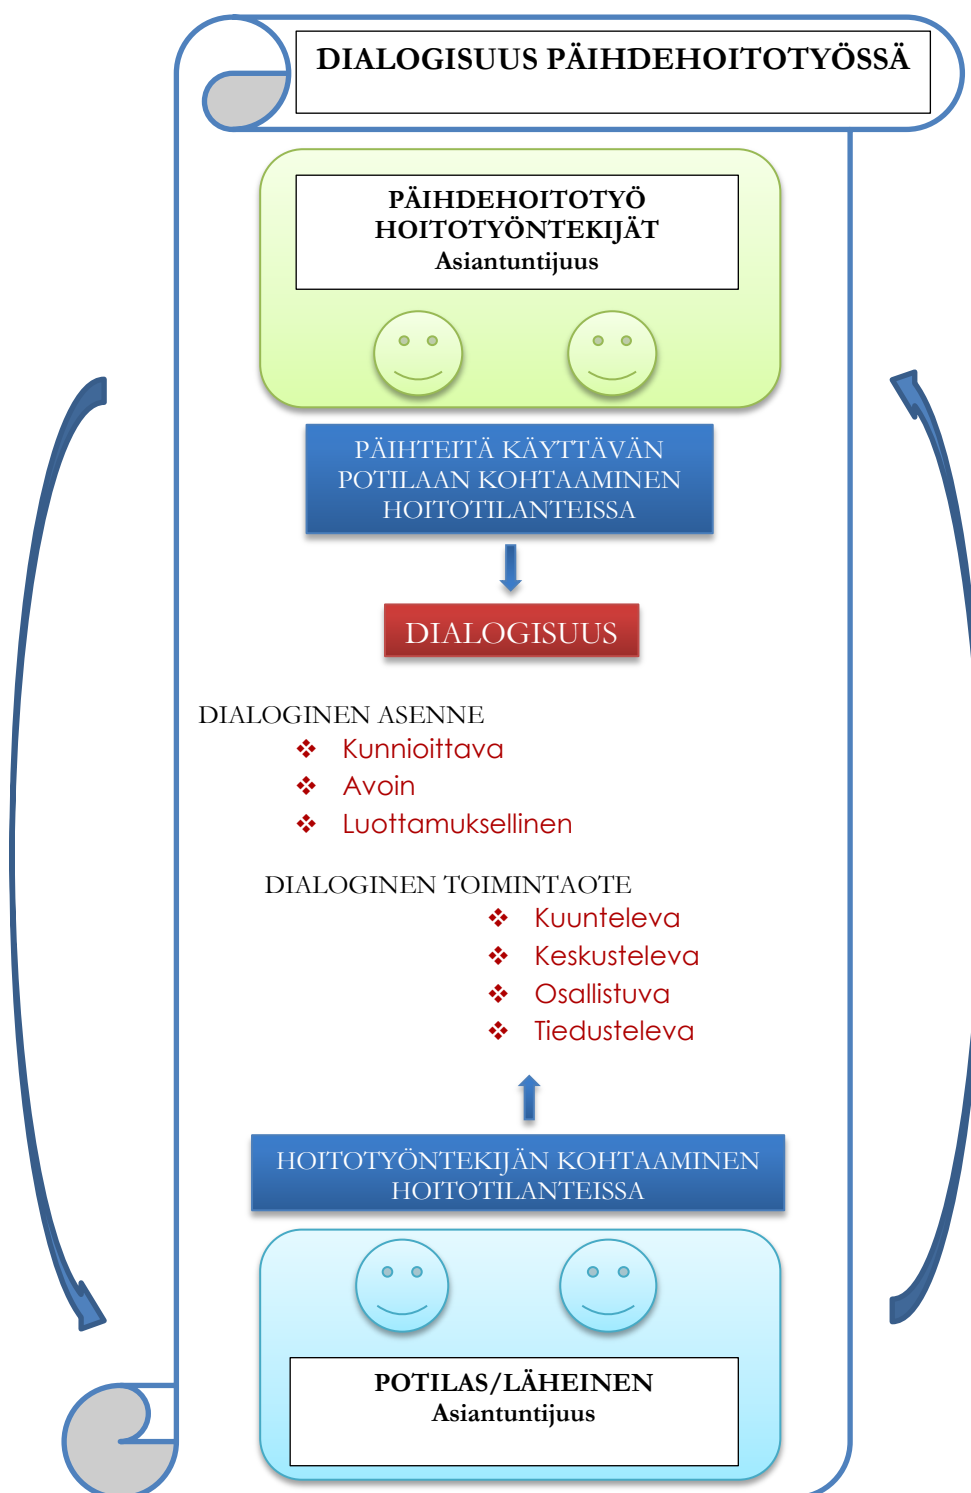 DIALOGISUUS PÄIHDEHOITOTYÖSSÄ
PÄIHDEHOITOTYÖ
HOITOTYÖNTEKIJÄT
Asiantuntijuus
PÄIHTEITÄ KÄYTTÄVÄN
POTILAAN KOHTAAMINEN
HOITOTILANTEISSA
DIALOGISUUS
DIALOGINEN ASENNE
❖ Kunnioittava
❖ Avoin
❖ Luottamuksellinen
DIALOGINEN TOIMINTAOTE
❖ Kuunteleva
❖ Keskusteleva
❖ Osallistuva
❖ Tiedusteleva
HOITOTYÖNTEKIJÄN KOHTAAMINEN
HOITOTILANTEISSA
POTILAS/LÄHEINEN
Asiantuntijuus